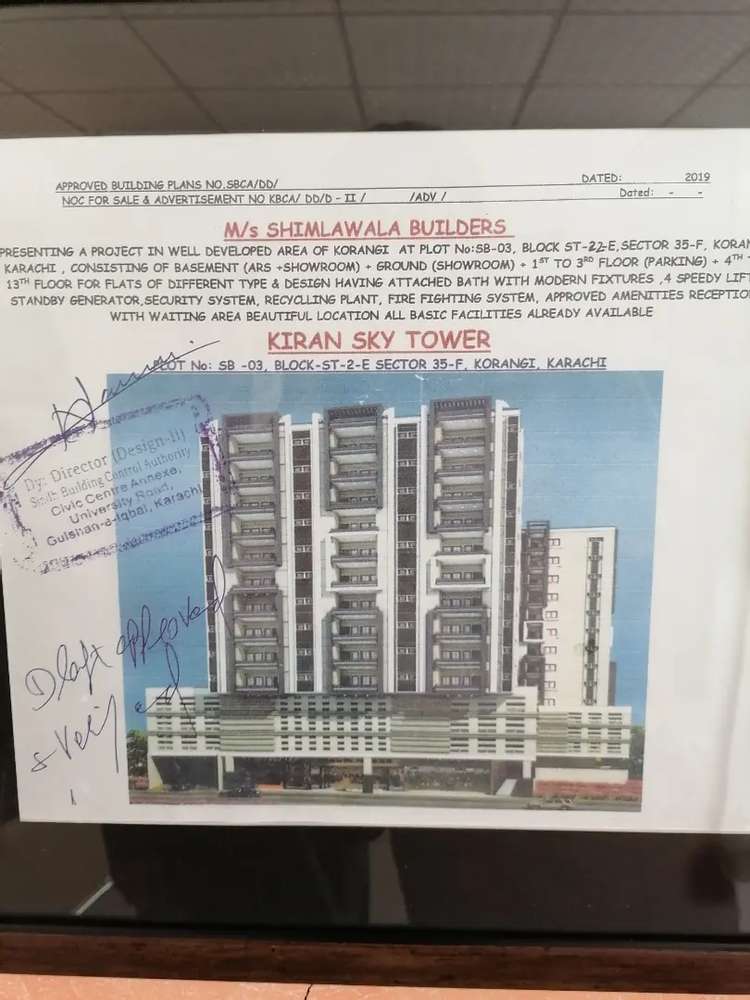 APPROVED BUILDING PLANS NO.SBCA/DD/ DATED: 2019
NOC FOR SALE & ADVERTISEMENT NO KBCA/ DD/D - II / /ADV / Dated: - -
M/s SHIMLAWALA BUILDERS
PRESENTING A PROJECT IN WELL DEVELOPED AREA OF KORANGI AT PLOT No:SB-03, BLOCK ST-22-E,SECTOR 35-F, KORAN
KARACHI , CONSISTING OF BASEMENT (ARS +SHOWROOM) + GROUND (SHOWROOM) + 1ST TO 3RD FLOOR (PARKING) + 4TH
13TH FLOOR FOR FLATS OF DIFFERENT TYPE & DESIGN HAVING ATTACHED BATH WITH MODERN FIXTURES ,4 SPEEDY LIFT
STANDBY GENERATOR,SECURITY SYSTEM, RECYCLING PLANT, FIRE FIGHTING SYSTEM, APPROVED AMENITIES RECEPTIO
WITH WAITING AREA BEAUTIFUL LOCATION ALL BASIC FACILITIES ALREADY AVAILABLE
KIRAN SKY TOWER
PLOT No: SB -03, BLOCK-ST-2-E SECTOR 35-F, KORANGI, KARACHI
Dy: Director (Design-II)
Sindh Building Control Authority
Civic Centre Annexe,
University Road,
Gulshan-e-Iqbal, Karachi
Draft approved
&